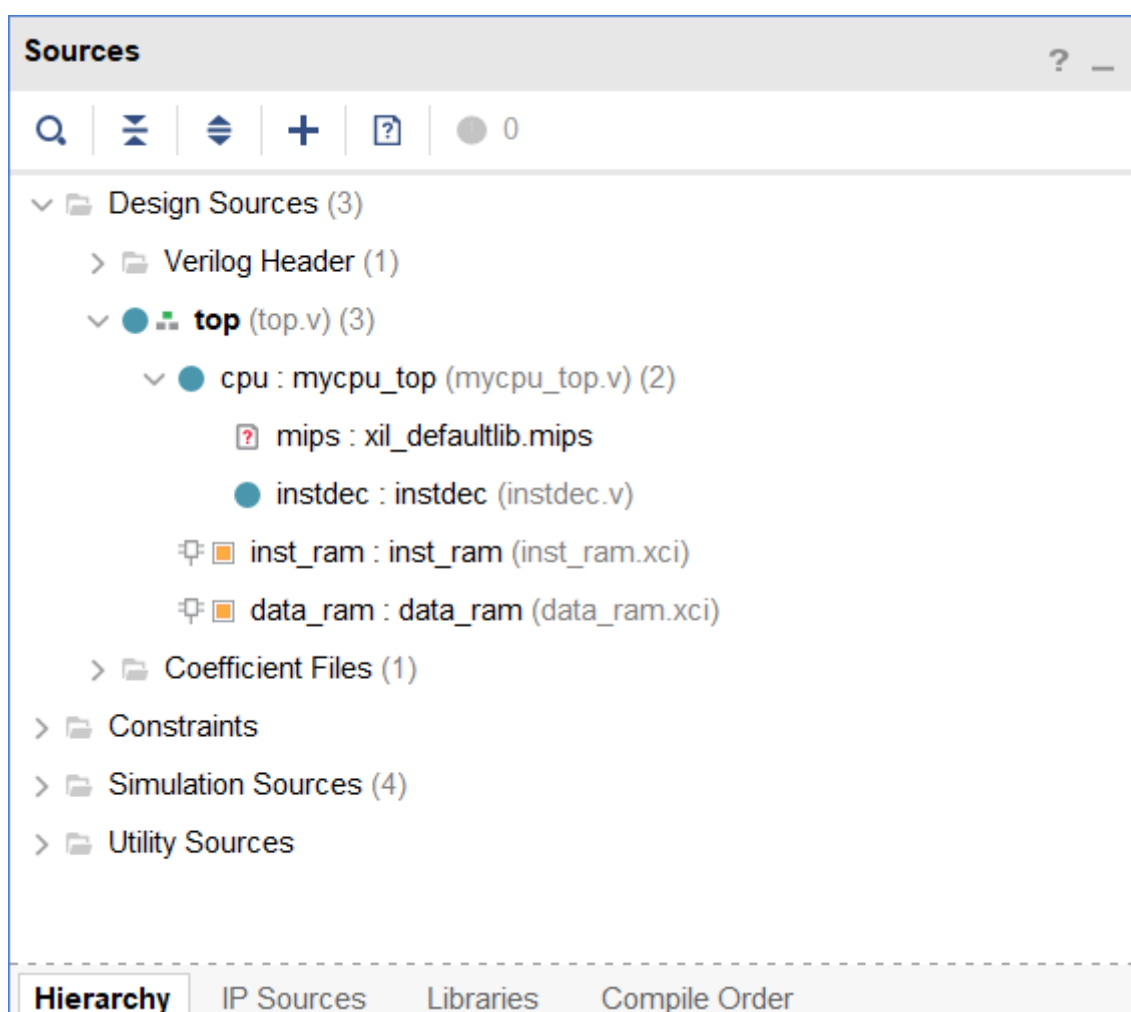 Sources
? _
? 0
Design Sources (3)
Verilog Header (1)
top (top.v) (3)
cpu : mycpu_top (mycpu_top.v) (2)
? mips : xil_defaultlib.mips
instdec : instdec (instdec.v)
inst_ram : inst_ram (inst_ram.xci)
data_ram : data_ram (data_ram.xci)
Coefficient Files (1)
Constraints
Simulation Sources (4)
Utility Sources
Hierarchy IP Sources Libraries Compile Order